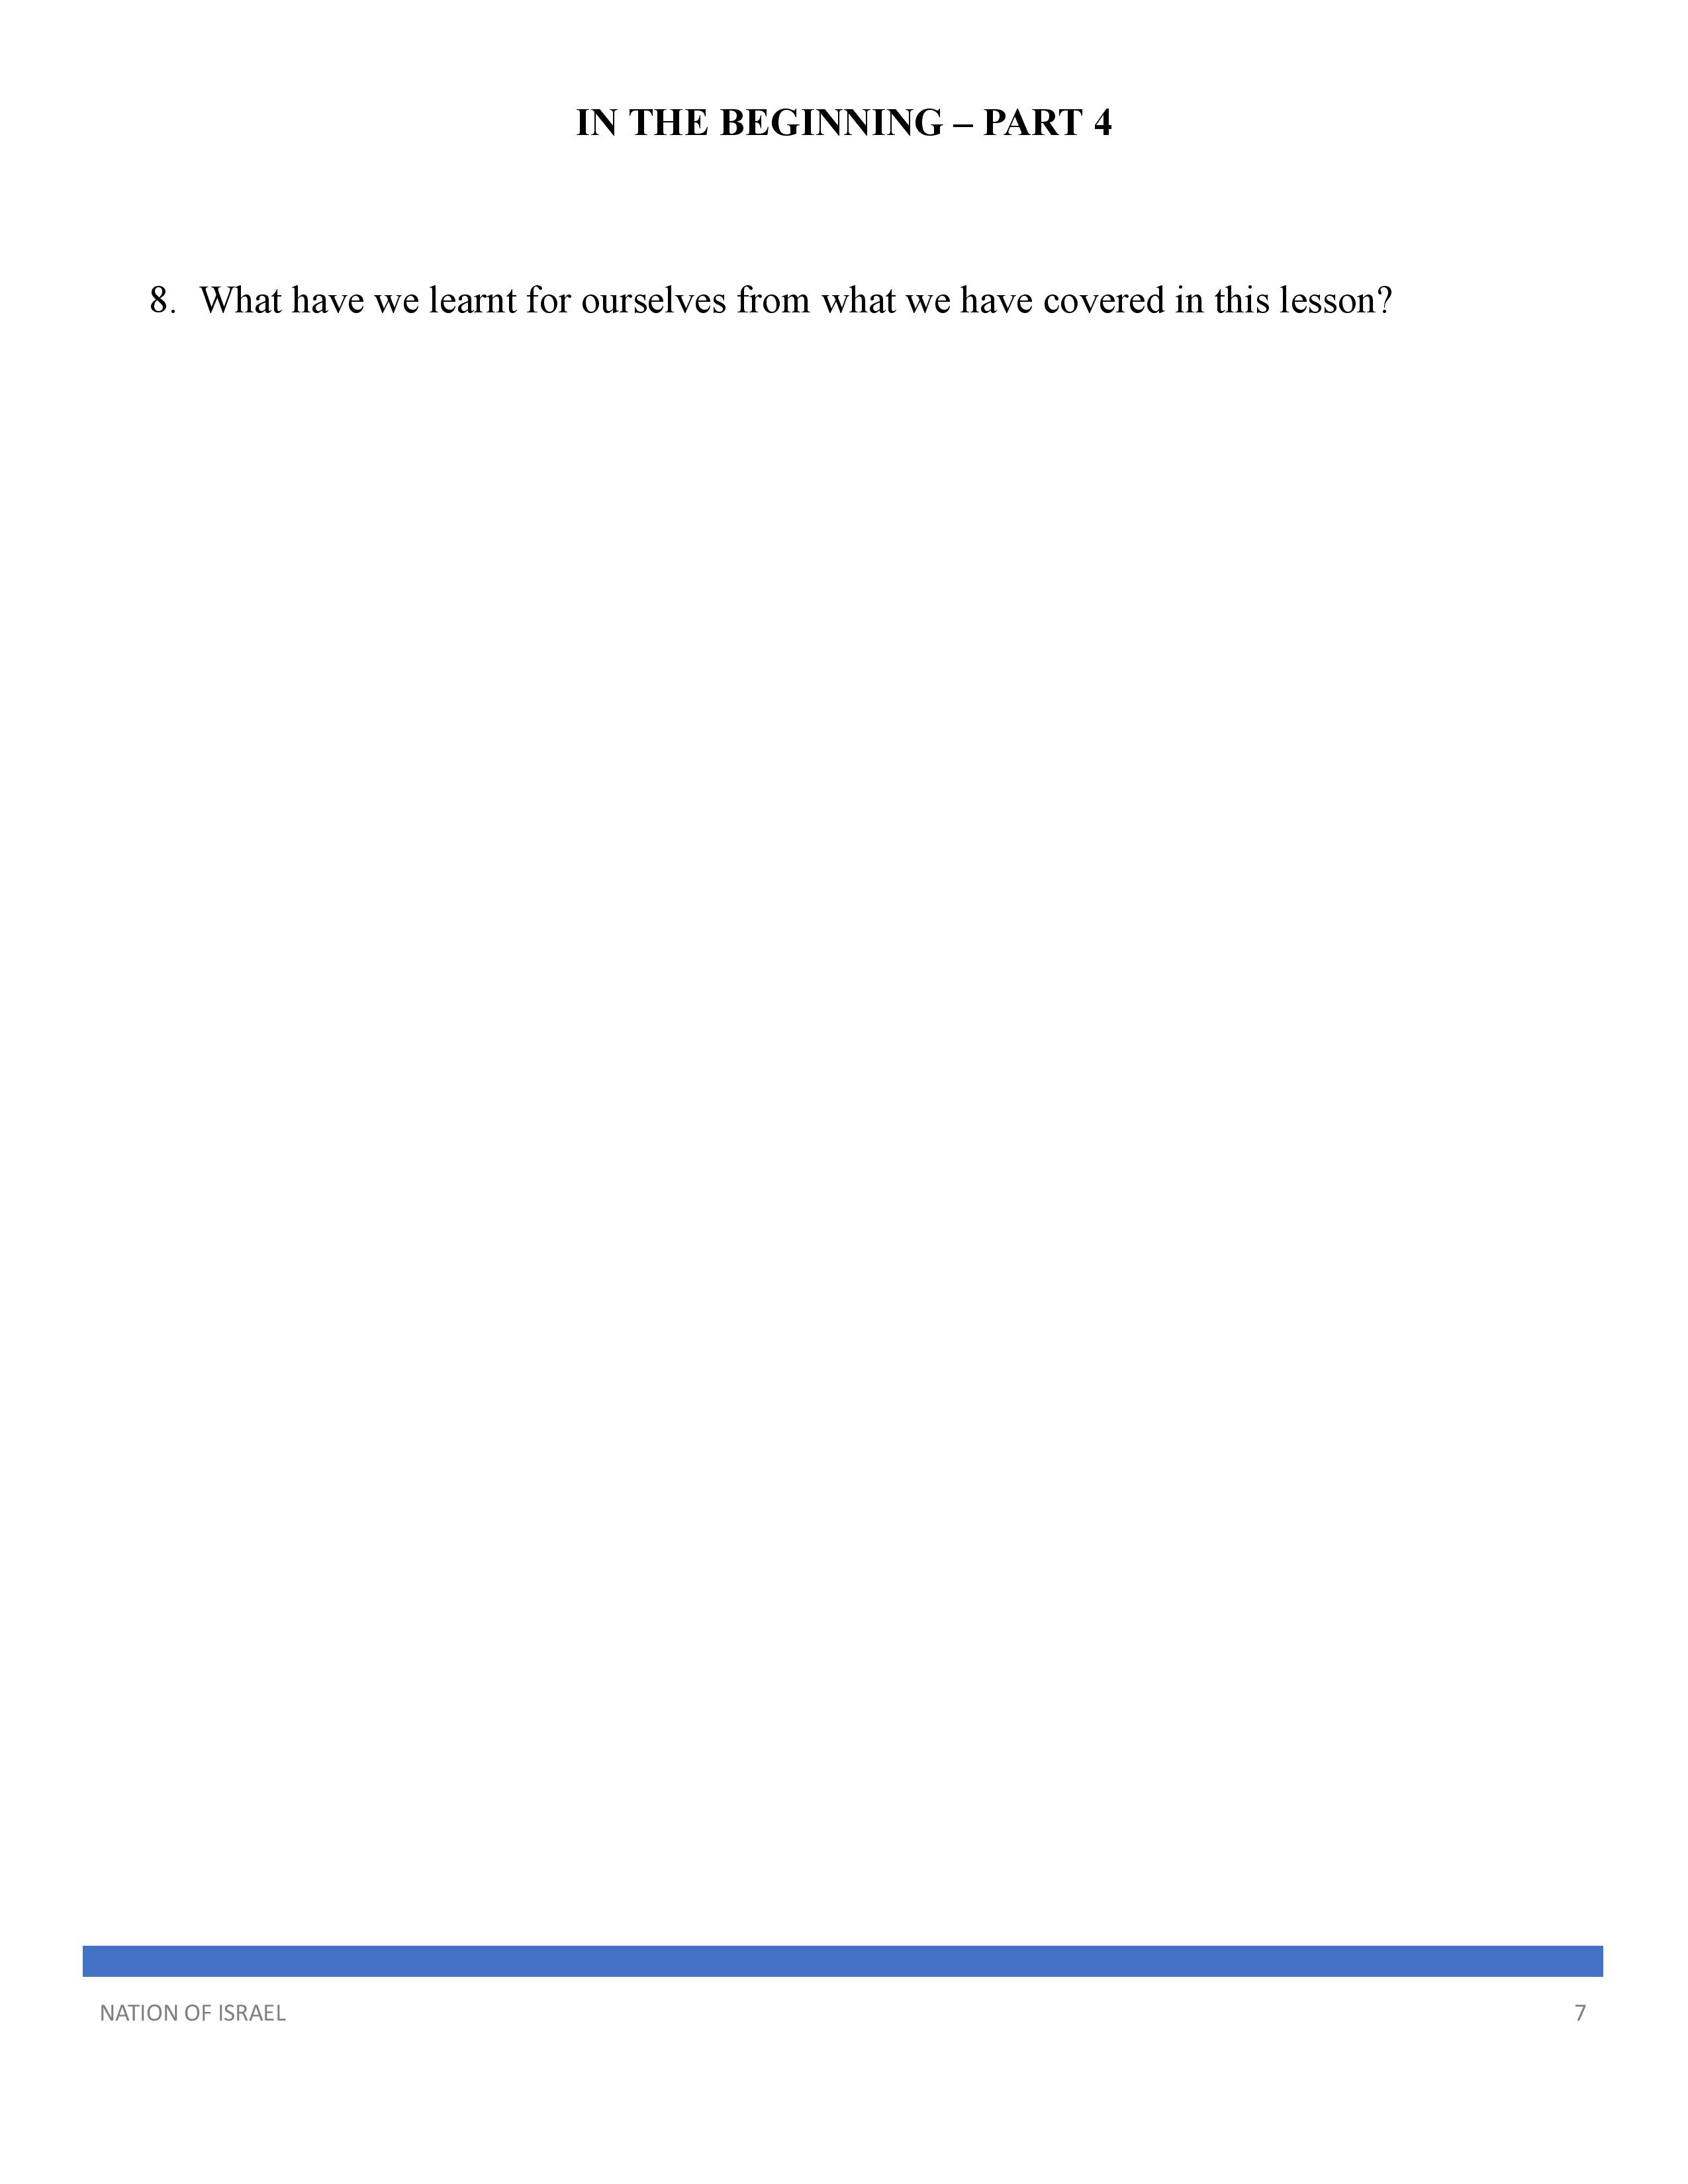 IN THE BEGINNING – PART 4
8. What have we learnt for ourselves from what we have covered in this lesson?
NATION OF ISRAEL 7